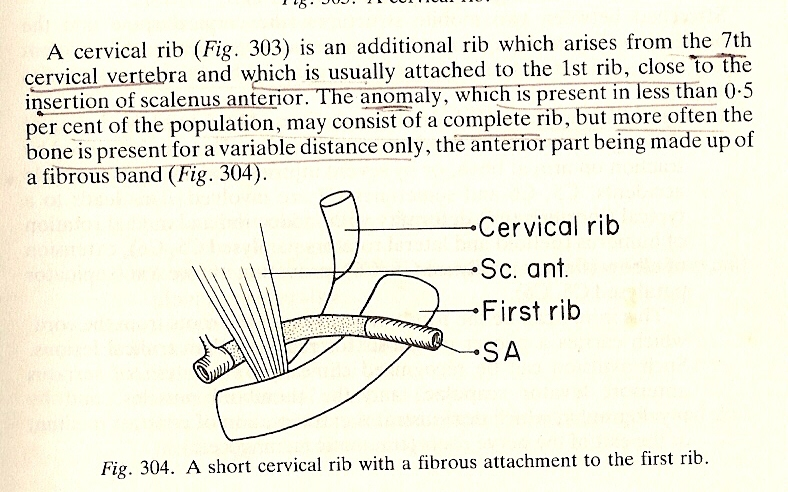 A cervical rib (Fig. 303) is an additional rib which arises from the 7th
cervical vertebra and which is usually attached to the 1st rib, close to the
insertion of scalenus anterior. The anomaly, which is present in less than 0·5
per cent of the population, may consist of a complete rib, but more often the
bone is present for a variable distance only, the anterior part being made up of
a fibrous band (Fig. 304).
Cervical rib
Sc. ant.
First rib
SA
Fig. 304. A short cervical rib with a fibrous attachment to the first rib.